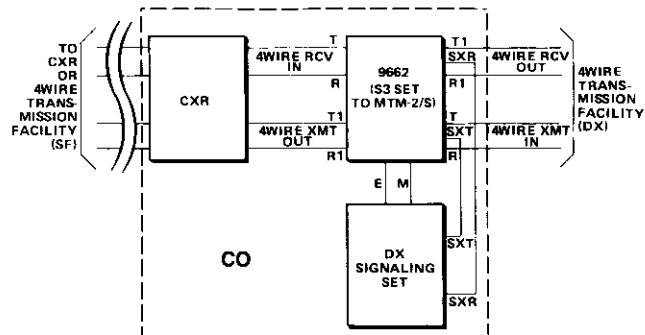 TO
CXR
OR
4WIRE
TRANS-
MISSION
FACILITY
(SF)
CXR
T
4WIRE RCV
IN
R
T1
4WIRE XMT
OUT
R1
9662
(S3 SET
TO MTM-2/S)
T1
SXR
4WIRE RCV
OUT
R1
T
SXT
4WIRE XMT
IN
R
4WIRE
TRANS-
MISSION
FACILITY
(DX)
E
M
CO
DX
SIGNALING
SET
SXT
SXR